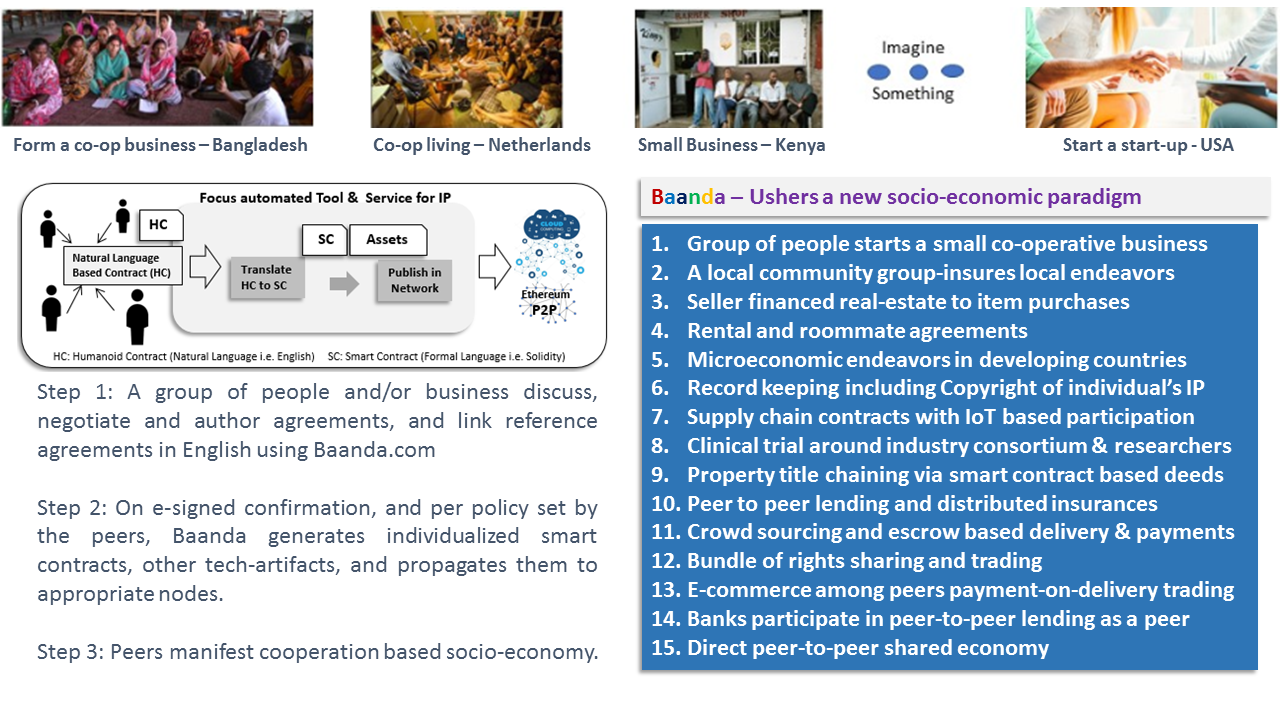 BARBER SHOP
Imagine
Something
Form a co-op business – Bangladesh
Co-op living – Netherlands
Small Business – Kenya
Start a start-up - USA
Focus automated Tool & Service for IP
HC
Natural Language
Based Contract (HC)
SC
Assets
Translate
HC to SC
Publish in
Network
CLOUD
COMPUTING
Ethereum
P2P
HC: Humanoid Contract (Natural Language i.e. English) SC: Smart Contract (Formal Language i.e. Solidity)
Step 1: A group of people and/or business discuss,
negotiate and author agreements, and link reference
agreements in English using Baanda.com
Step 2: On e-signed confirmation, and per policy set by
the peers, Baanda generates individualized smart
contracts, other tech-artifacts, and propagates them to
appropriate nodes.
Step 3: Peers manifest cooperation based socio-economy.
Baanda – Ushers a new socio-economic paradigm
1. Group of people starts a small co-operative business
2. A local community group-insures local endeavors
3. Seller financed real-estate to item purchases
4. Rental and roommate agreements
5. Microeconomic endeavors in developing countries
6. Record keeping including Copyright of individual's IP
7. Supply chain contracts with IoT based participation
8. Clinical trial around industry consortium & researchers
9. Property title chaining via smart contract based deeds
10. Peer to peer lending and distributed insurances
11. Crowd sourcing and escrow based delivery & payments
12. Bundle of rights sharing and trading
13. E-commerce among peers payment-on-delivery trading
14. Banks participate in peer-to-peer lending as a peer
15. Direct peer-to-peer shared economy